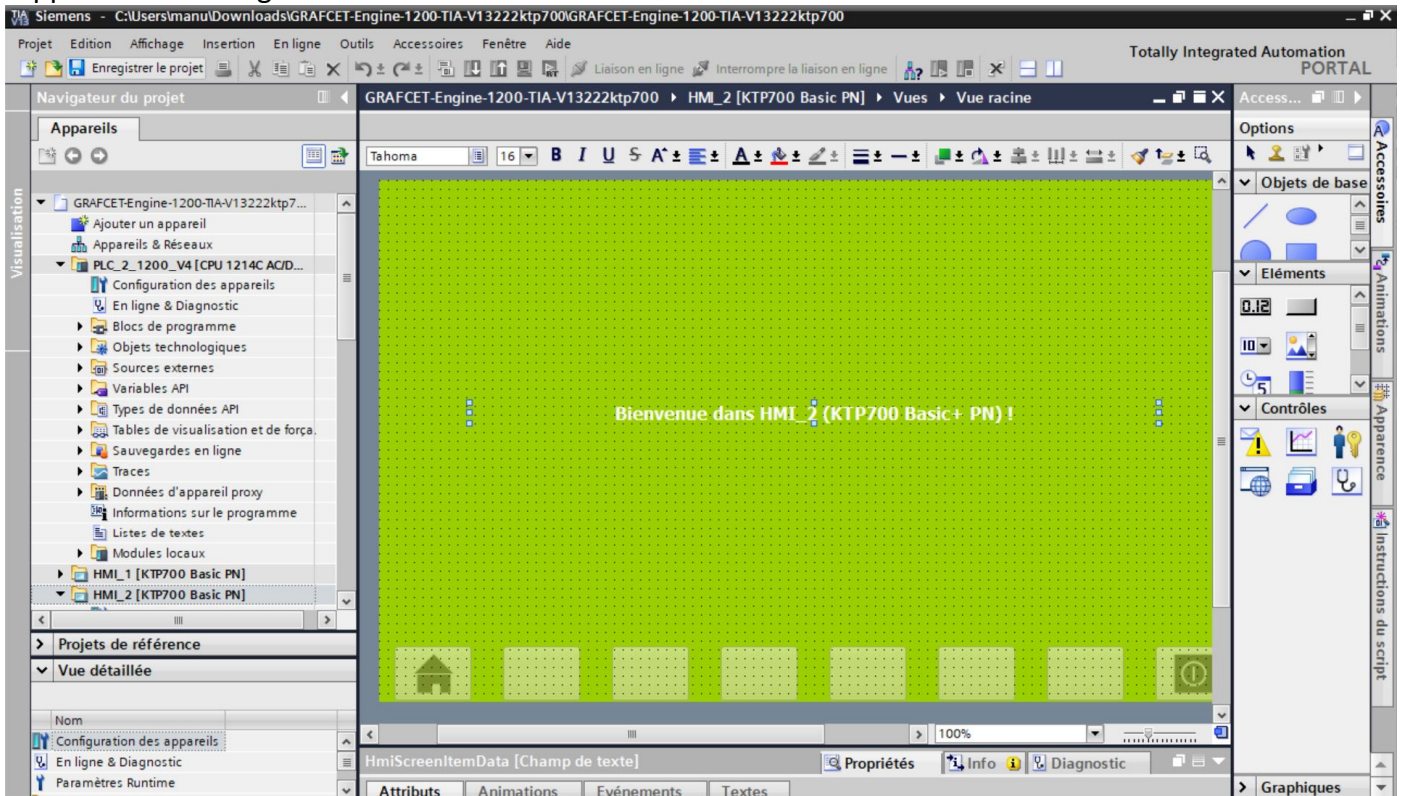 Siemens - C:\Users\manu\Downloads\GRAFCET-Engine-1200-TIA-V13222ktp700\GRAFCET-Engine-1200-TIA-V13222ktp700
Projet Edition Affichage Insertion En ligne Outils Accessoires Fenêtre Aide
Totally Integrated Automation
PORTAL
Enregistrer le projet Liaison en ligne Interrompre la liaison en ligne
Navigateur du projet
GRAFCET-Engine-1200-TIA-V13222ktp700 HMI_2 [KTP700 Basic PN] Vues Vue racine
Access...
Appareils
Options
Tahoma 16 B I U S
Visualisation
GRAFCET-Engine-1200-TIA-V13222ktp7...
Ajouter un appareil
Appareils & Réseaux
PLC_2_1200_V4 [CPU 1214C AC/D...
Configuration des appareils
En ligne & Diagnostic
Blocs de programme
Objets technologiques
Sources externes
Variables API
Types de données API
Tables de visualisation et de força.
Sauvegardes en ligne
Traces
Données d'appareil proxy
Informations sur le programme
Listes de textes
Modules locaux
HMI_1 [KTP700 Basic PN]
HMI_2 [KTP700 Basic PN]
Projets de référence
Vue détaillée
Nom
Configuration des appareils
En ligne & Diagnostic
Paramètres Runtime
Bienvenue dans HMI_2 (KTP700 Basic+ PN) !
100%
HmiScreenItemData [Champ de texte]
Propriétés Info Diagnostic
Attributs Animations Evénements Textes
Objets de base
Eléments
0.12
10
5
Contrôles
Graphiques
Accessoires
Animations
Apparence
Instructions du script